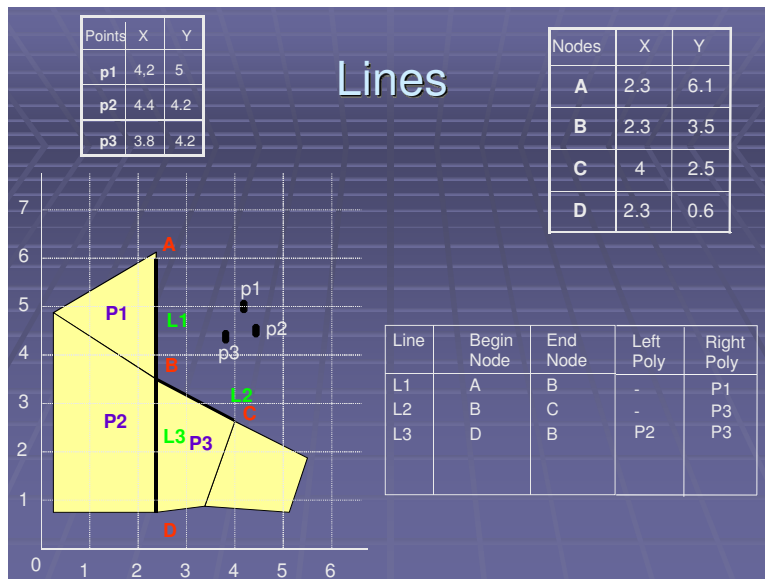 Points X Y
p1 4,2 5
p2 4.4 4.2
p3 3.8 4.2
Lines
Nodes X Y
A 2.3 6.1
B 2.3 3.5
C 4 2.5
D 2.3 0.6
7
6
5
4
3
2
1
0 1 2 3 4 5 6
A
P1
L1
B
p1
p2
p3
L2
C
P2
L3 P3
D
Line Begin Node End Node Left Poly Right Poly
L1 A B - P1
L2 B C - P3
L3 D B P2 P3